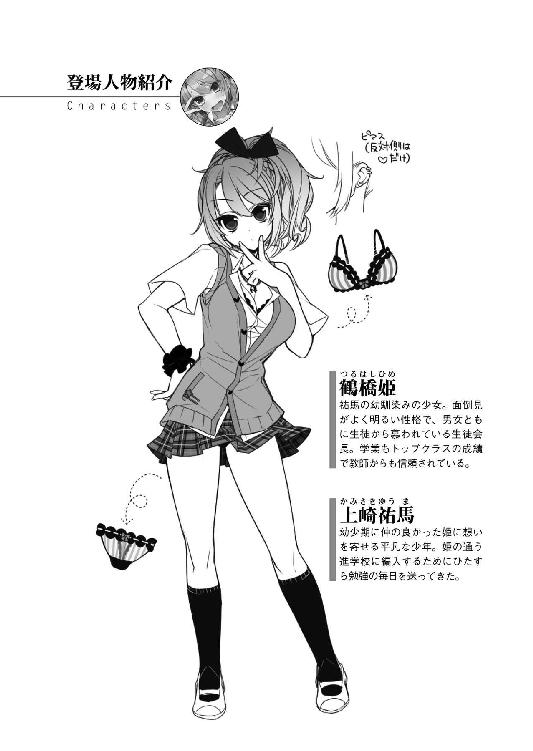 登場人物紹介
Characters
ピアス
(反対側は
♡だけ)
つるはしひめ
鶴橋姫
祐馬の幼馴染みの少女。面倒見
がよく明るい性格で、男女とも
に生徒から慕われている生徒会
長。学業もトップクラスの成績
で教師からも信頼されている。
かみさきゆうま
上崎祐馬
幼少期に仲の良かった姫に想い
を寄せる平凡な少年。姫の通う
進学校に編入するためにひたす
ら勉強の毎日を送ってきた。